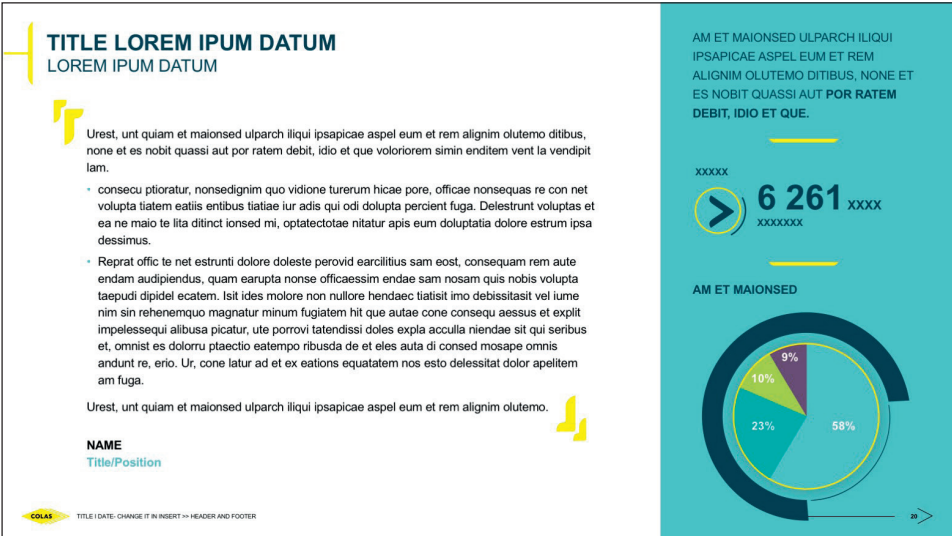 TITLE LOREM IPUM DATUM
LOREM IPUM DATUM
Urest, unt quiam et maionsed ulparch iliqui ipsapicae aspel eum et rem alignim olutemo ditibus,
none et es nobit quassi aut por ratem debit, idio et que voloriorem simin enditem vent la vendipit
lam.
• consecu ptioratur, nonsedignim quo vidione turerum hicae pore, officae nonsequas re con net
volupta tiatem eatiis entibus tiatiae iur adis qui odi dolupta percient fuga. Delestrunt voluptas et
ea ne maio te lita ditinct ionsed mi, optatectotae nitatur apis eum doluptatia dolore estrum ipsa
dessimus.
• Reprat offic te net estrunti dolore doleste perovid earcilitius sam eost, consequam rem aute
endam audipiendus, quam earupta nonse officaessim endae sam nosam quis nobis volupta
taepudi dipidel ecatem. Isit ides molore non nullore hendaec tiatisit imo debissitasit vel iume
nim sin rehenemquo magnatur minum fugiatem hit que autae cone consequ aessus et explit
impelessequi alibusa picatur, ute porrovi tatendissi doles expla acculla niendae sit qui seribus
et, omnist es dolorru ptaectio eatempo ribusda de et eles auta di consed mosape omnis
andunt re, erio. Ur, cone latur ad et ex eations equatatem nos esto delessitat dolor apelitem
am fuga.
Urest, unt quiam et maionsed ulparch iliqui ipsapicae aspel eum et rem alignim olutemo.
NAME
Title/Position
COLAS
TITLE I DATE- CHANGE IT IN INSERT >> HEADER AND FOOTER
AM ET MAIONSED ULPARCH ILIQUI
IPSAPICAE ASPEL EUM ET REM
ALIGNIM OLUTEMO DITIBUS, NONE ET
ES NOBIT QUASSI AUT POR RATEM
DEBIT, IDIO ET QUE.
XXXXX
6 261 XXXX
XXXXXXX
AM ET MAIONSED
9%
10%
23%
58%
20